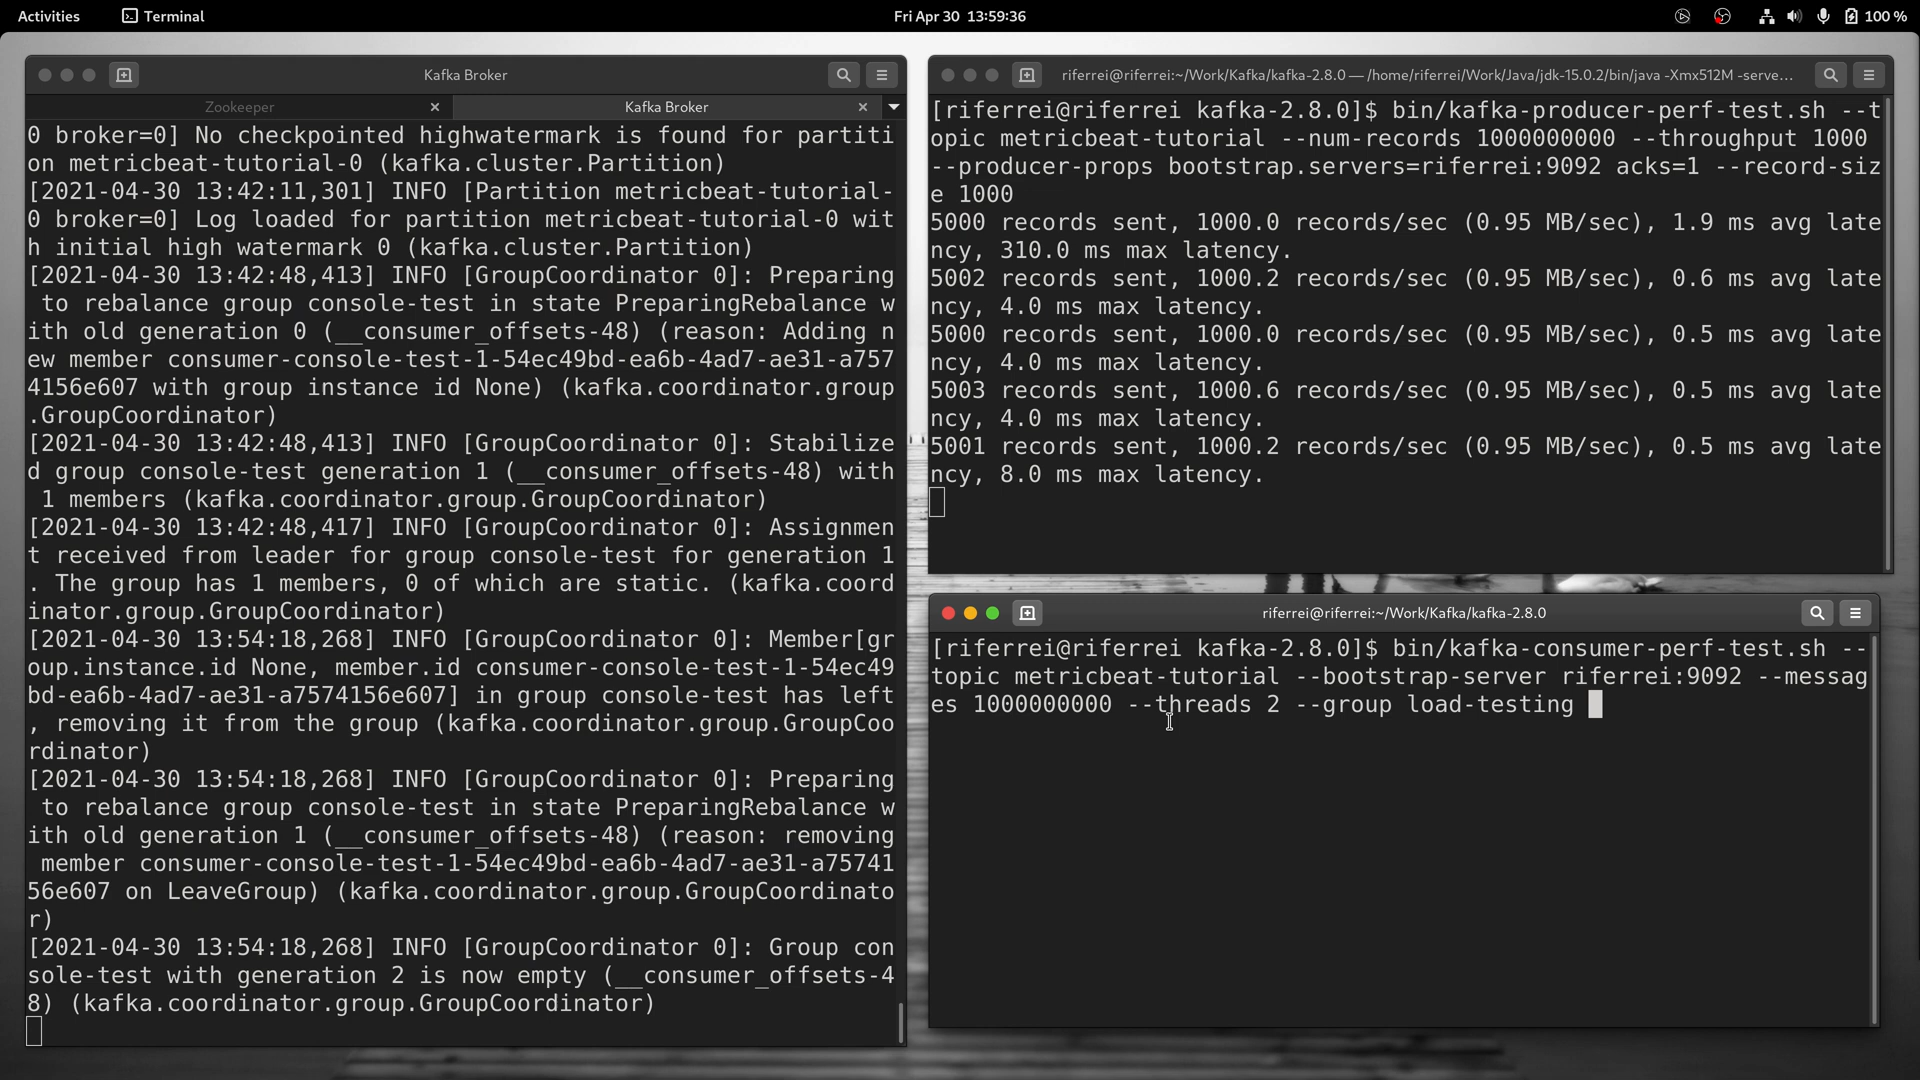 Activities
Terminal
Fri Apr 30 13:59:36
100 %
Kafka Broker
Zookeeper
Kafka Broker
0 broker=0] No checkpointed highwatermark is found for partiti
on metricbeat-tutorial-0 (kafka.cluster.Partition)
[2021-04-30 13:42:11,301] INFO [Partition metricbeat-tutorial-
0 broker=0] Log loaded for partition metricbeat-tutorial-0 wit
h initial high watermark 0 (kafka.cluster.Partition)
[2021-04-30 13:42:48,413] INFO [GroupCoordinator 0]: Preparing
 to rebalance group console-test in state PreparingRebalance w
ith old generation 0 (__consumer_offsets-48) (reason: Adding n
ew member consumer-console-test-1-54ec49bd-ea6b-4ad7-ae31-a757
4156e607 with group instance id None) (kafka.coordinator.group
.GroupCoordinator)
[2021-04-30 13:42:48,413] INFO [GroupCoordinator 0]: Stabilize
d group console-test generation 1 (__consumer_offsets-48) with
 1 members (kafka.coordinator.group.GroupCoordinator)
[2021-04-30 13:42:48,417] INFO [GroupCoordinator 0]: Assignmen
t received from leader for group console-test for generation 1
. The group has 1 members, 0 of which are static. (kafka.coord
inator.group.GroupCoordinator)
[2021-04-30 13:54:18,268] INFO [GroupCoordinator 0]: Member[gr
oup.instance.id None, member.id consumer-console-test-1-54ec49
bd-ea6b-4ad7-ae31-a7574156e607] in group console-test has left
, removing it from the group (kafka.coordinator.group.GroupCoo
rdinator)
[2021-04-30 13:54:18,268] INFO [GroupCoordinator 0]: Preparing
 to rebalance group console-test in state PreparingRebalance w
ith old generation 1 (__consumer_offsets-48) (reason: removing
 member consumer-console-test-1-54ec49bd-ea6b-4ad7-ae31-a75741
56e607 on LeaveGroup) (kafka.coordinator.group.GroupCoordinato
r)
[2021-04-30 13:54:18,268] INFO [GroupCoordinator 0]: Group con
sole-test with generation 2 is now empty (__consumer_offsets-4
8) (kafka.coordinator.group.GroupCoordinator)
riferrei@riferrei:~/Work/Kafka/kafka-2.8.0 — /home/riferrei/Work/Java/jdk-15.0.2/bin/java -Xmx512M -serve…
[riferrei@riferrei kafka-2.8.0]$ bin/kafka-producer-perf-test.sh --t
opic metricbeat-tutorial --num-records 1000000000 --throughput 1000
--producer-props bootstrap.servers=riferrei:9092 acks=1 --record-siz
e 1000
5000 records sent, 1000.0 records/sec (0.95 MB/sec), 1.9 ms avg late
ncy, 310.0 ms max latency.
5002 records sent, 1000.2 records/sec (0.95 MB/sec), 0.6 ms avg late
ncy, 4.0 ms max latency.
5000 records sent, 1000.0 records/sec (0.95 MB/sec), 0.5 ms avg late
ncy, 4.0 ms max latency.
5003 records sent, 1000.6 records/sec (0.95 MB/sec), 0.5 ms avg late
ncy, 4.0 ms max latency.
5001 records sent, 1000.2 records/sec (0.95 MB/sec), 0.5 ms avg late
ncy, 8.0 ms max latency.
riferrei@riferrei:~/Work/Kafka/kafka-2.8.0
[riferrei@riferrei kafka-2.8.0]$ bin/kafka-consumer-perf-test.sh --
topic metricbeat-tutorial --bootstrap-server riferrei:9092 --messag
es 1000000000 --threads 2 --group load-testing